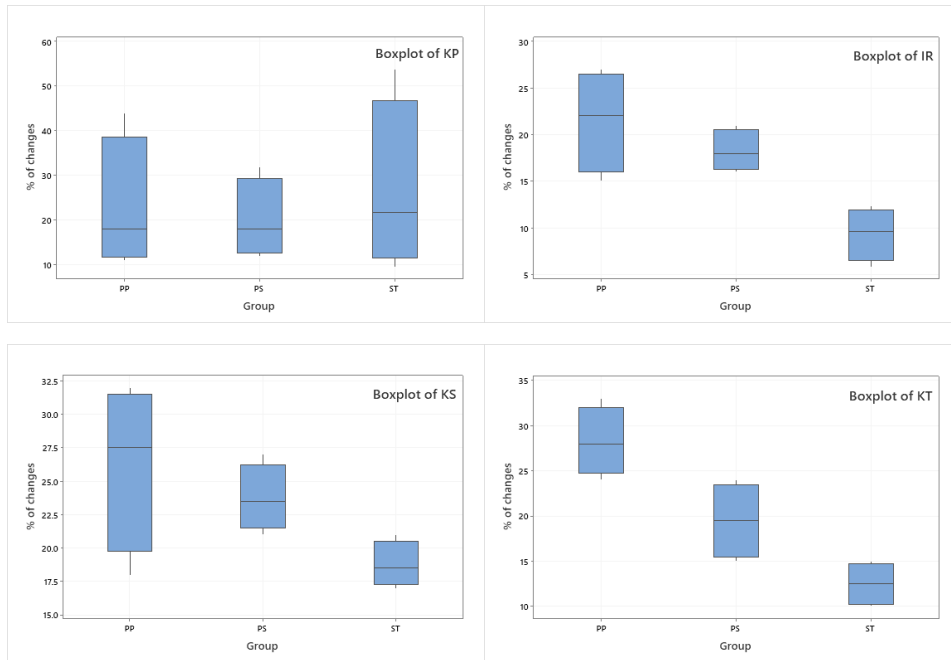 Boxplot of KP
60
50
40
30
20
10
% of changes
PP PS ST
Group
Boxplot of IR
30
25
20
15
10
5
% of changes
PP PS ST
Group
Boxplot of KS
32.5
30.0
27.5
25.0
22.5
20.0
17.5
15.0
% of changes
PP PS ST
Group
Boxplot of KT
35
30
25
20
15
10
% of changes
PP PS ST
Group